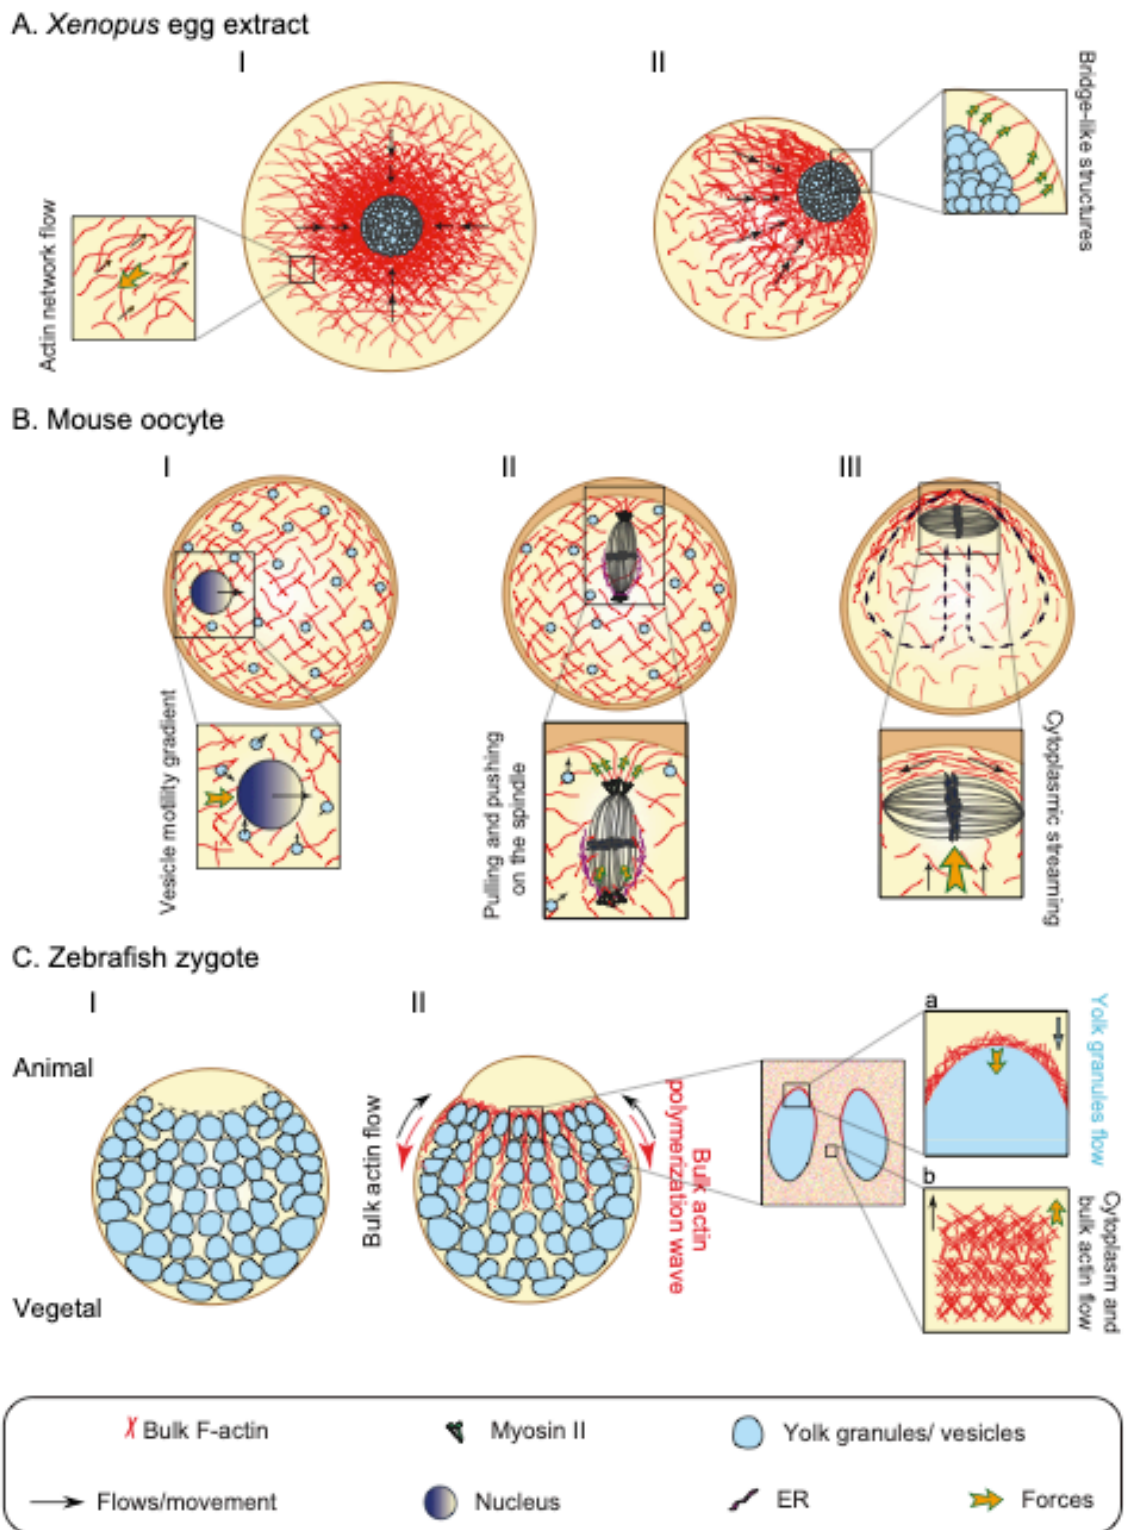 A. Xenopus egg extract
I
II
Actin network flow
Bridge-like structures
B. Mouse oocyte
I
II
III
Vesicle motility gradient
Pulling and pushing
on the spindle
Cytoplasmic streaming
C. Zebrafish zygote
I
II
Animal
Vegetal
Bulk actin flow
Bulk actin
polymerization wave
a
Yolk granules flow
b
Cytoplasm and
bulk actin flow
Bulk F-actin
Myosin II
Yolk granules/ vesicles
Flows/movement
Nucleus
ER
Forces